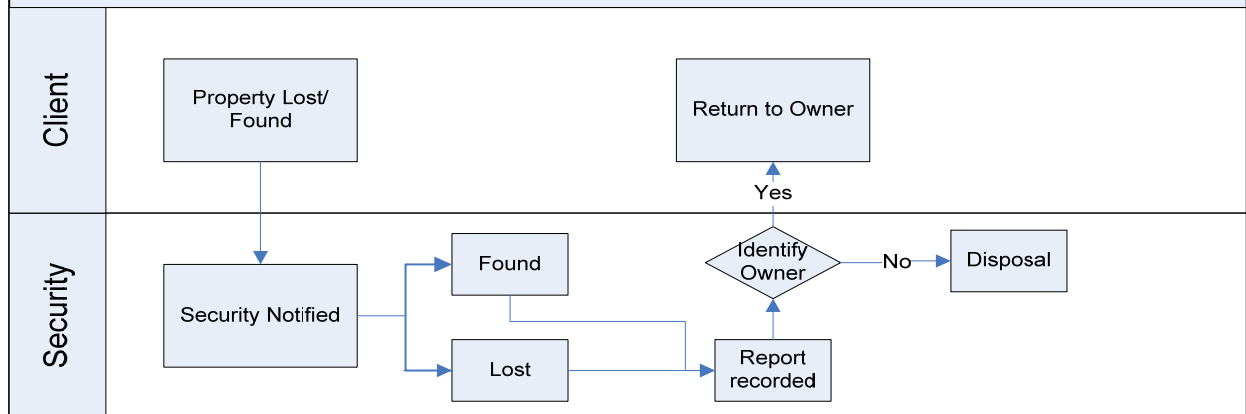 Client
Property Lost/
Found
Return to Owner
Yes
Security
Security Notified
Found
Lost
Identify
Owner
No
Disposal
Report
recorded